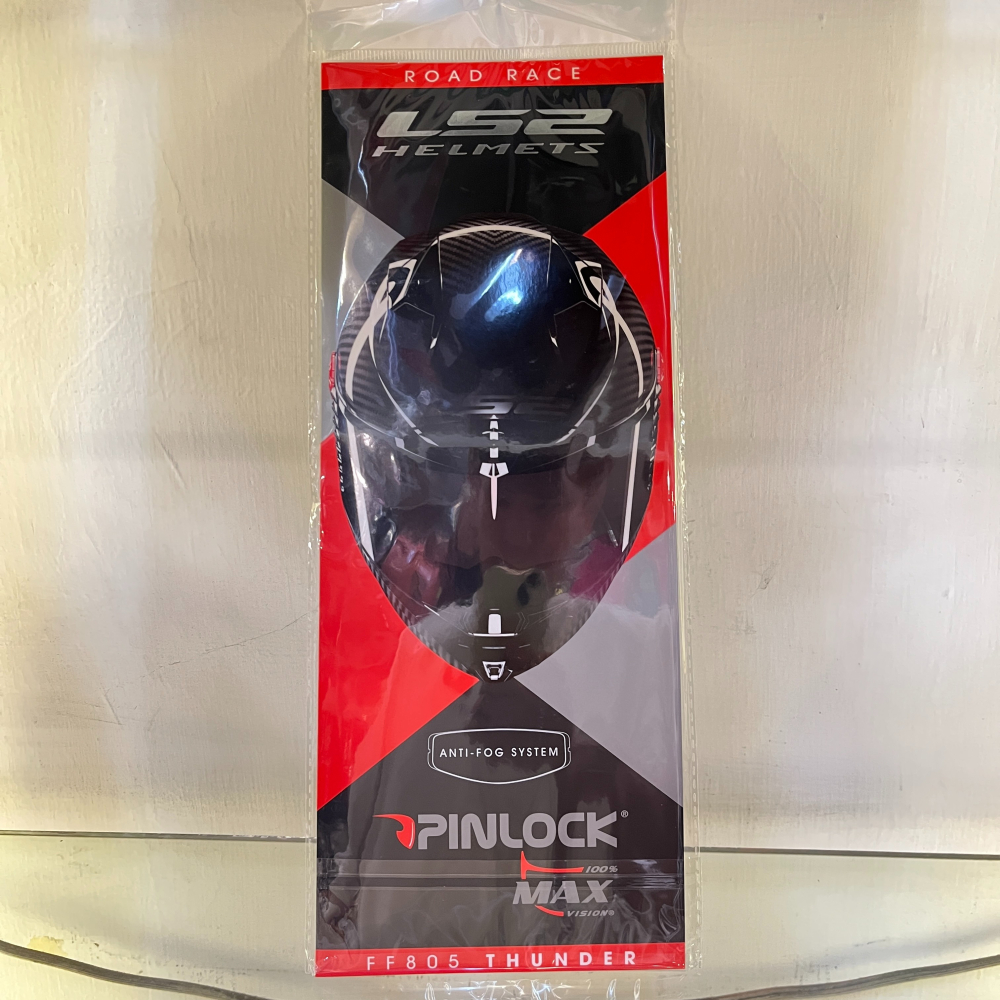 ROAD RACE
LS2
HELMETS
ANTI-FOG SYSTEM
PINLOCK®
100%
MAX
VISION®
FF805 THUNDER